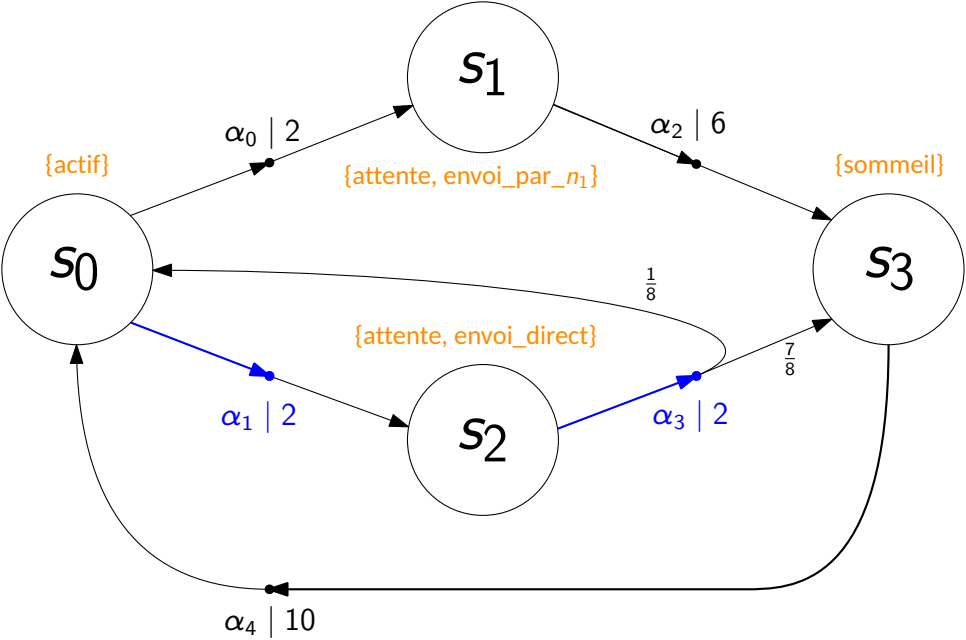 s₁
α₀ | 2
α₂ | 6
{actif}
{attente, envoi_par_n₁}
{sommeil}
s₀
s₃
1/8
{attente, envoi_direct}
7/8
α₁ | 2
α₃ | 2
s₂
α₄ | 10